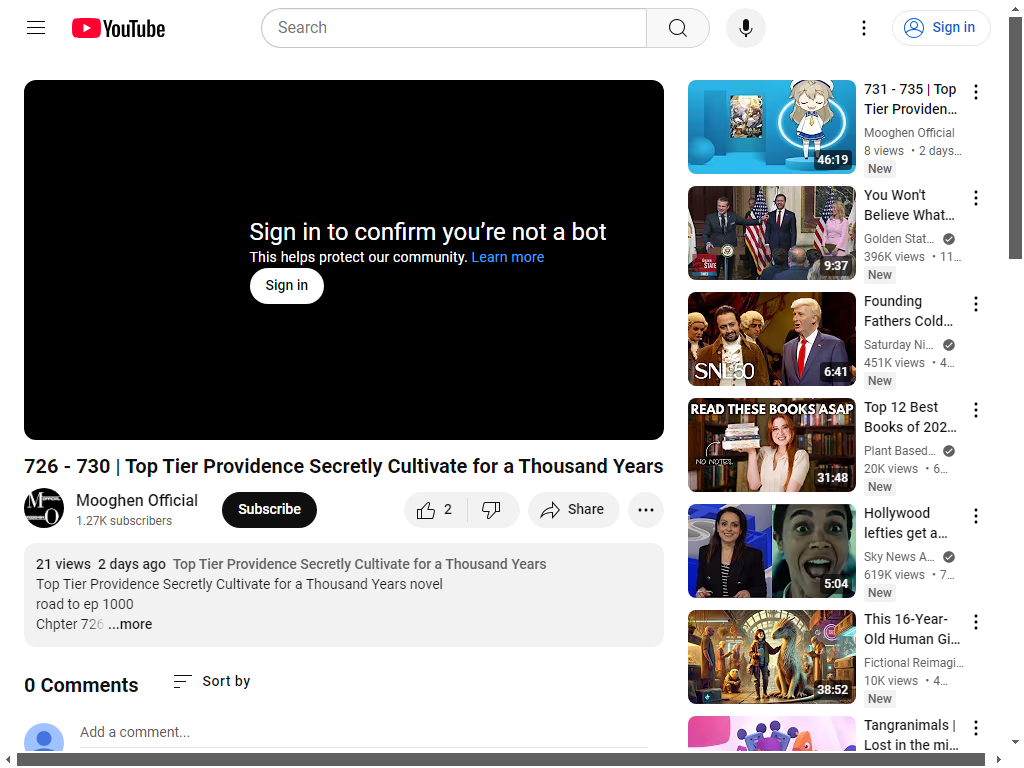 YouTube
Search
Sign in
Sign in to confirm you’re not a bot
This helps protect our community. Learn more
Sign in
726 - 730 | Top Tier Providence Secretly Cultivate for a Thousand Years
Mooghen Official
1.27K subscribers
Subscribe
2
Share
21 views 2 days ago Top Tier Providence Secretly Cultivate for a Thousand Years
Top Tier Providence Secretly Cultivate for a Thousand Years novel
road to ep 1000
Chpter 726 ...more
0 Comments
Sort by
Add a comment...
46:19
731 - 735 | Top
Tier Providen...
Mooghen Official
8 views • 2 days...
New
9:37
You Won't
Believe What...
Golden Stat...
396K views • 11...
New
SNL50
6:41
Founding
Fathers Cold...
Saturday Ni...
451K views • 4...
New
READ THESE BOOKS ASAP
NO NOTES.
31:48
Top 12 Best
Books of 202...
Plant Based...
20K views • 6...
New
5:04
Hollywood
lefties get a...
Sky News A...
619K views • 7...
New
38:52
This 16-Year-
Old Human Gi...
Fictional Reimagi...
10K views • 4...
New
Tangranimals |
Lost in the mi...